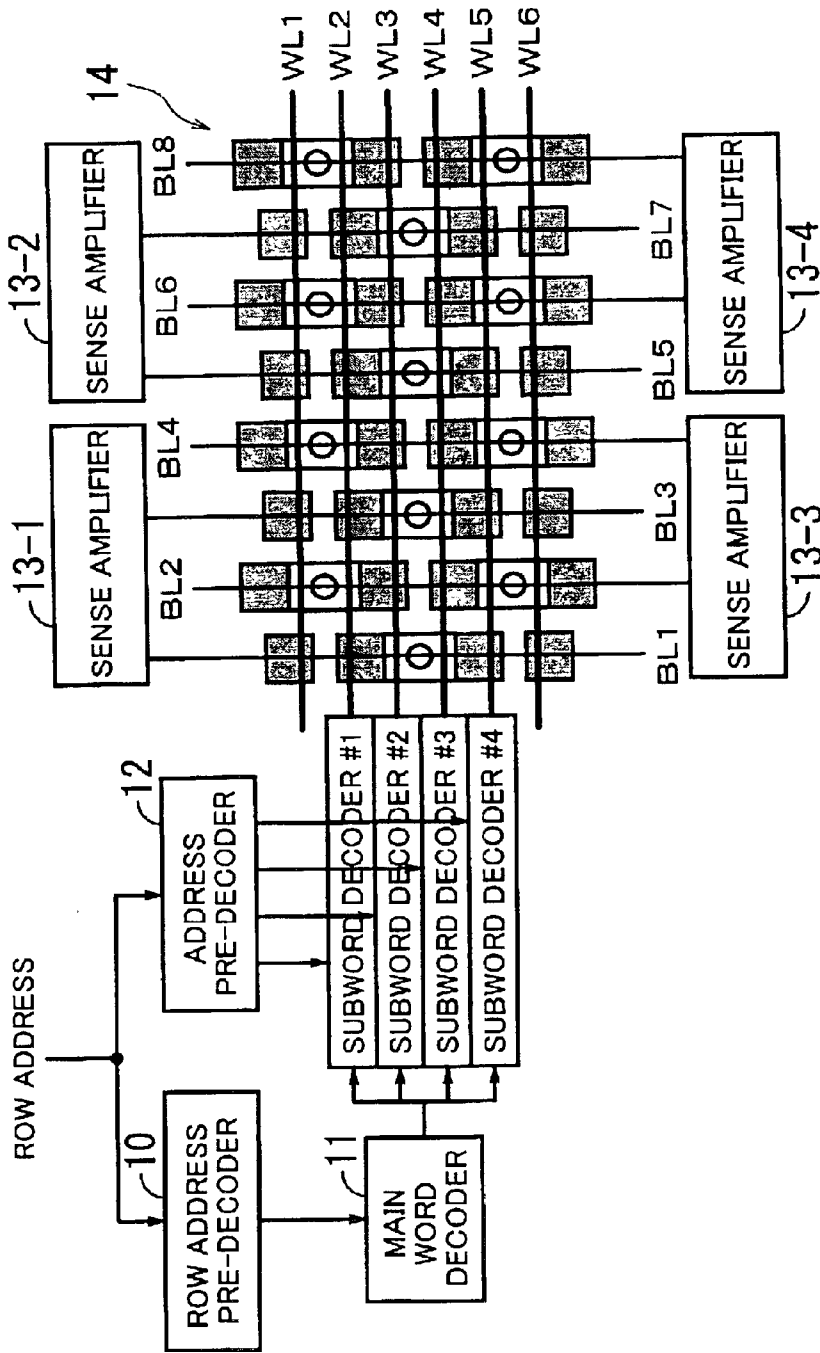 ROW ADDRESS
10
ROW ADDRESS
PRE-DECODER
12
ADDRESS
PRE-DECODER
11
MAIN
WORD
DECODER
SUBWORD DECODER #1
SUBWORD DECODER #2
SUBWORD DECODER #3
SUBWORD DECODER #4
13-1
SENSE AMPLIFIER
13-2
SENSE AMPLIFIER
14
BL2
BL4
BL6
BL8
WL1
WL2
WL3
WL4
WL5
WL6
BL1
BL3
BL5
BL7
SENSE AMPLIFIER
13-3
SENSE AMPLIFIER
13-4